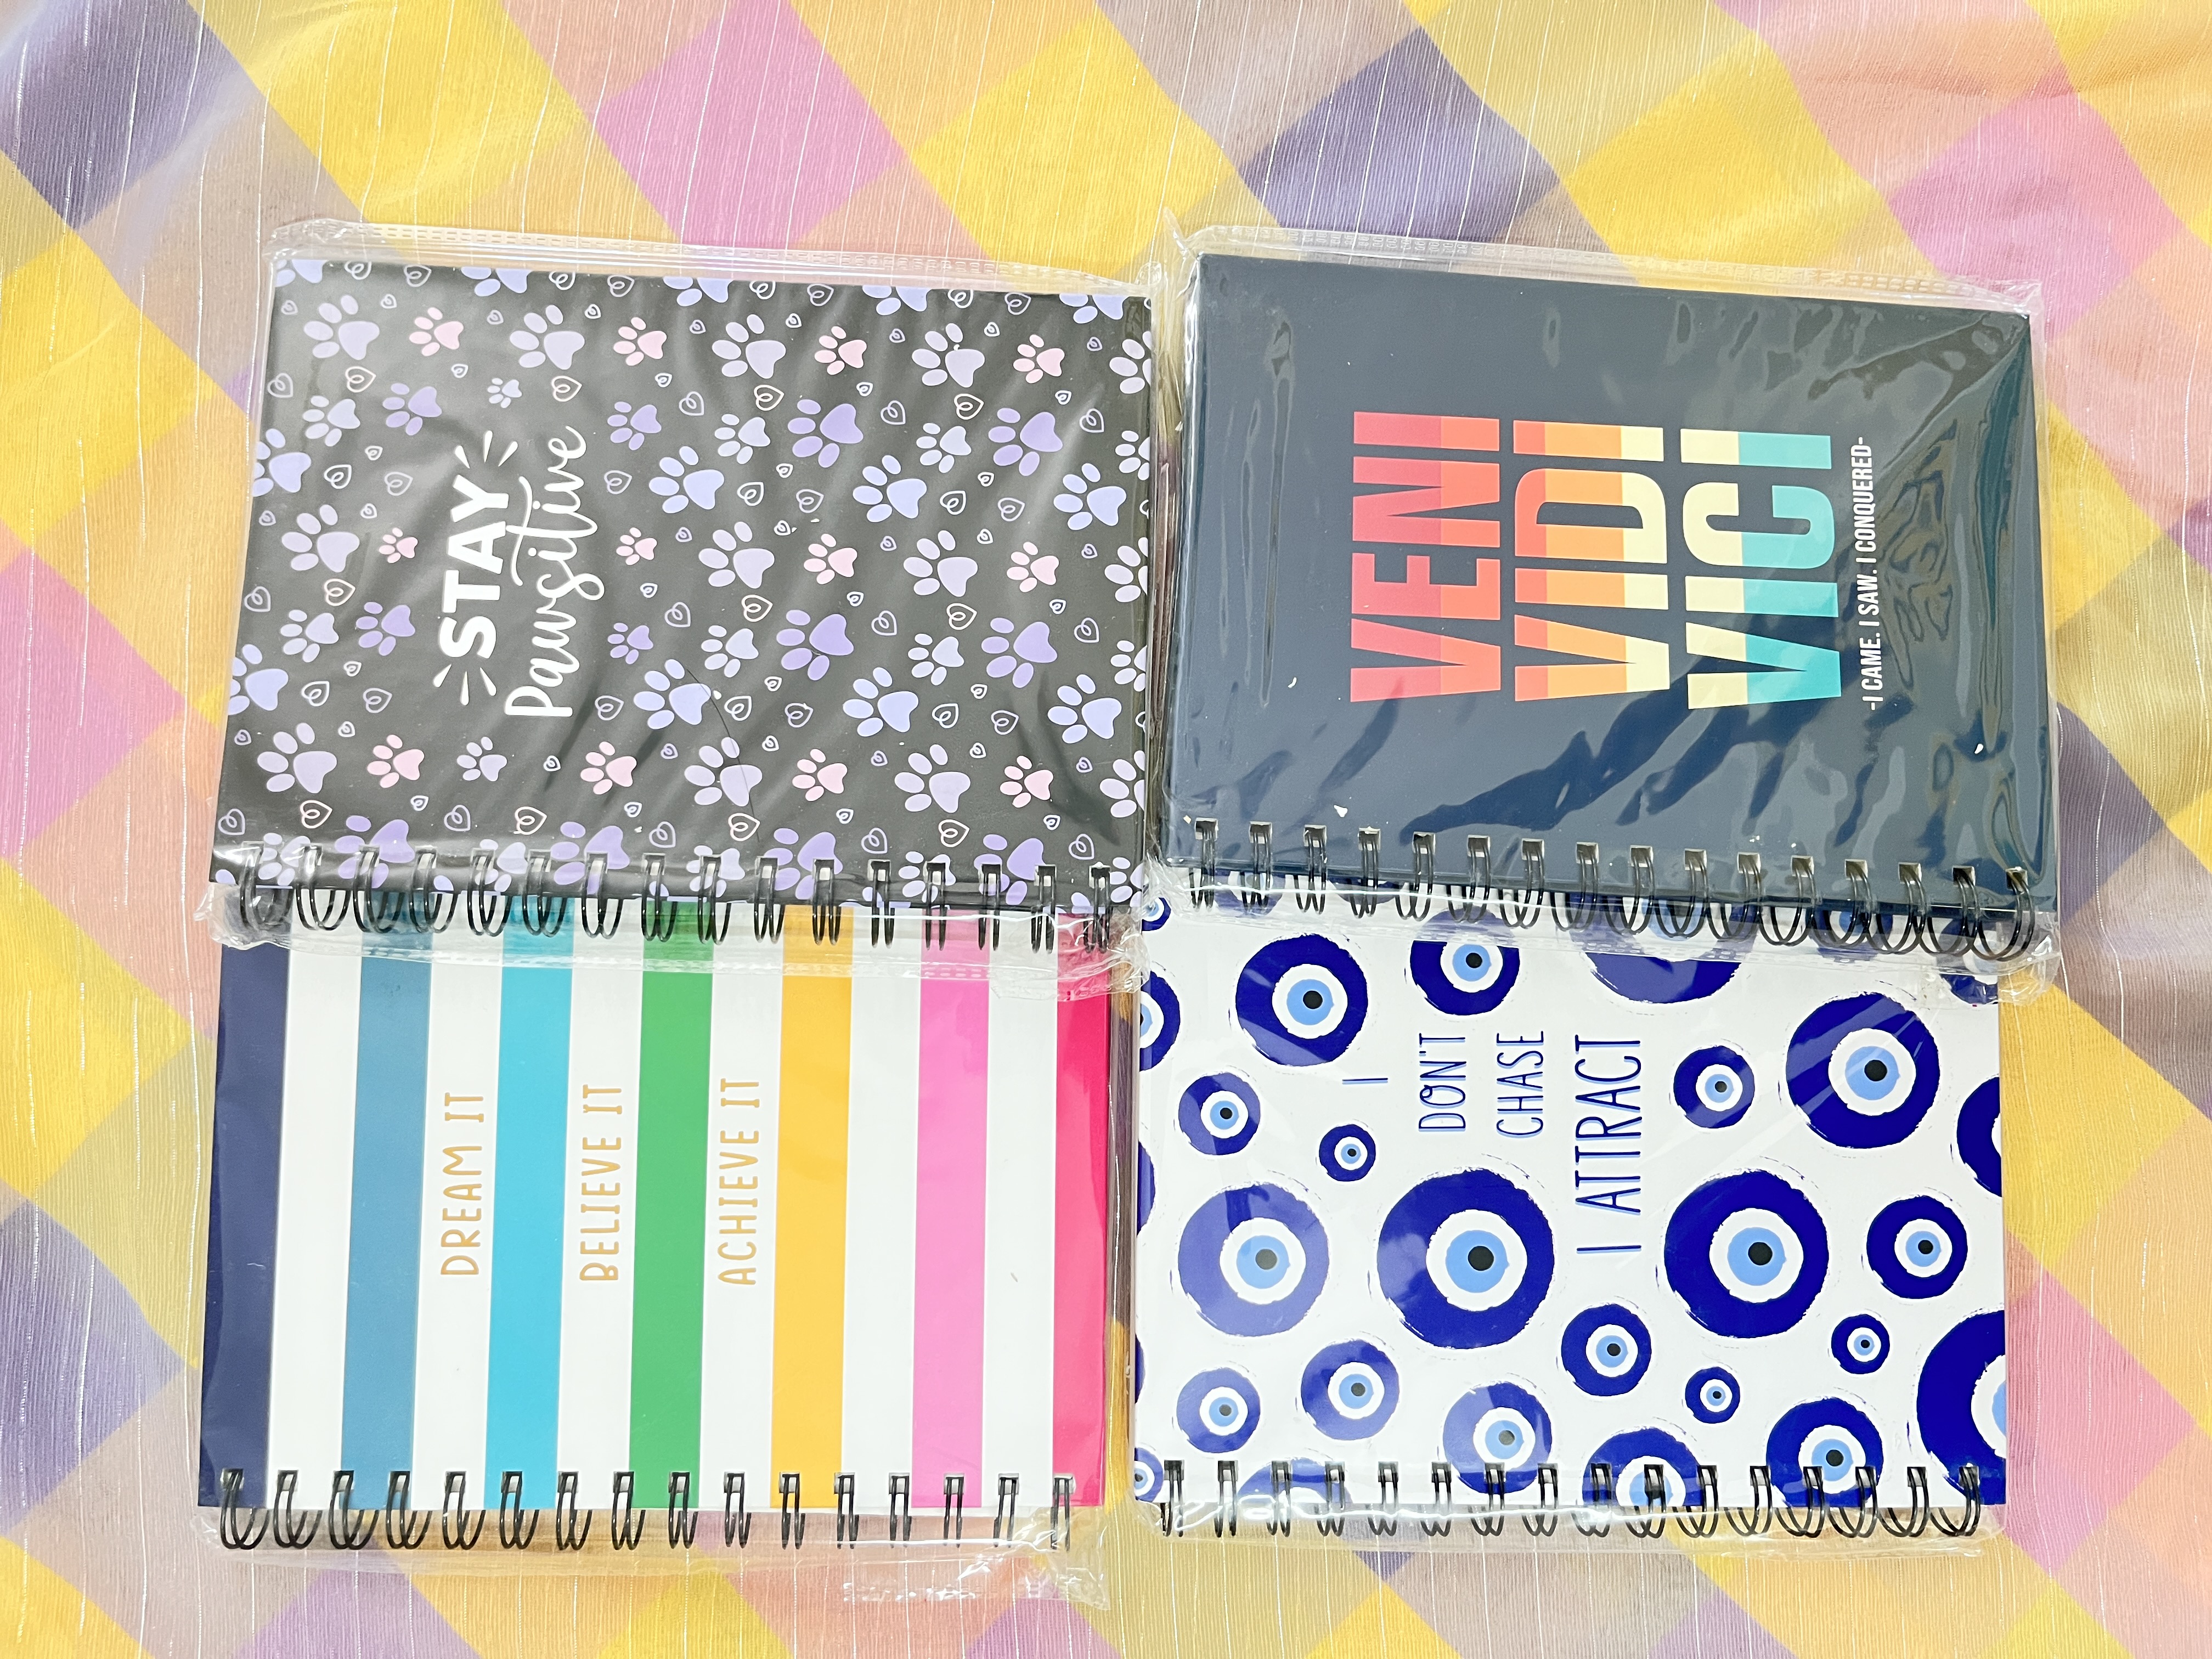 DREAM IT
BELIEVE IT
ACHIEVE IT
STAY
Pawsitive
I
DON'T
CHASE
I ATTRACT
VENI
VIDI
VICI
-I CAME. I SAW. I CONQUERED-